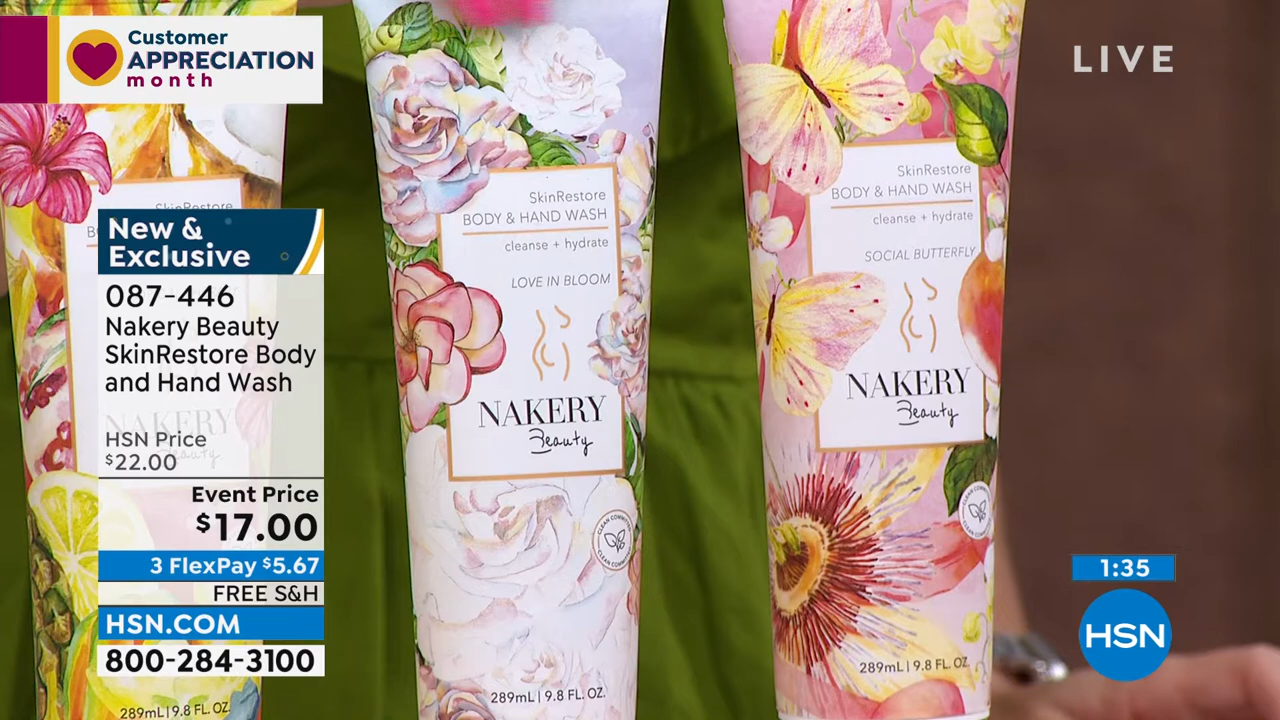 Customer
APPRECIATION
month
LIVE
New &
Exclusive
087-446
Nakery Beauty
SkinRestore Body
and Hand Wash
HSN Price
$22.00
Event Price
$17.00
3 FlexPay $5.67
FREE S&H
HSN.COM
800-284-3100
SkinRestore
NAKERY
Beauty
289mL | 9.8 FL. OZ.
SkinRestore
BODY & HAND WASH
cleanse + hydrate
LOVE IN BLOOM
NAKERY
Beauty
289mL | 9.8 FL. OZ.
SkinRestore
BODY & HAND WASH
cleanse + hydrate
SOCIAL BUTTERFLY
NAKERY
Beauty
289mL | 9.8 FL. OZ.
1:35
HSN